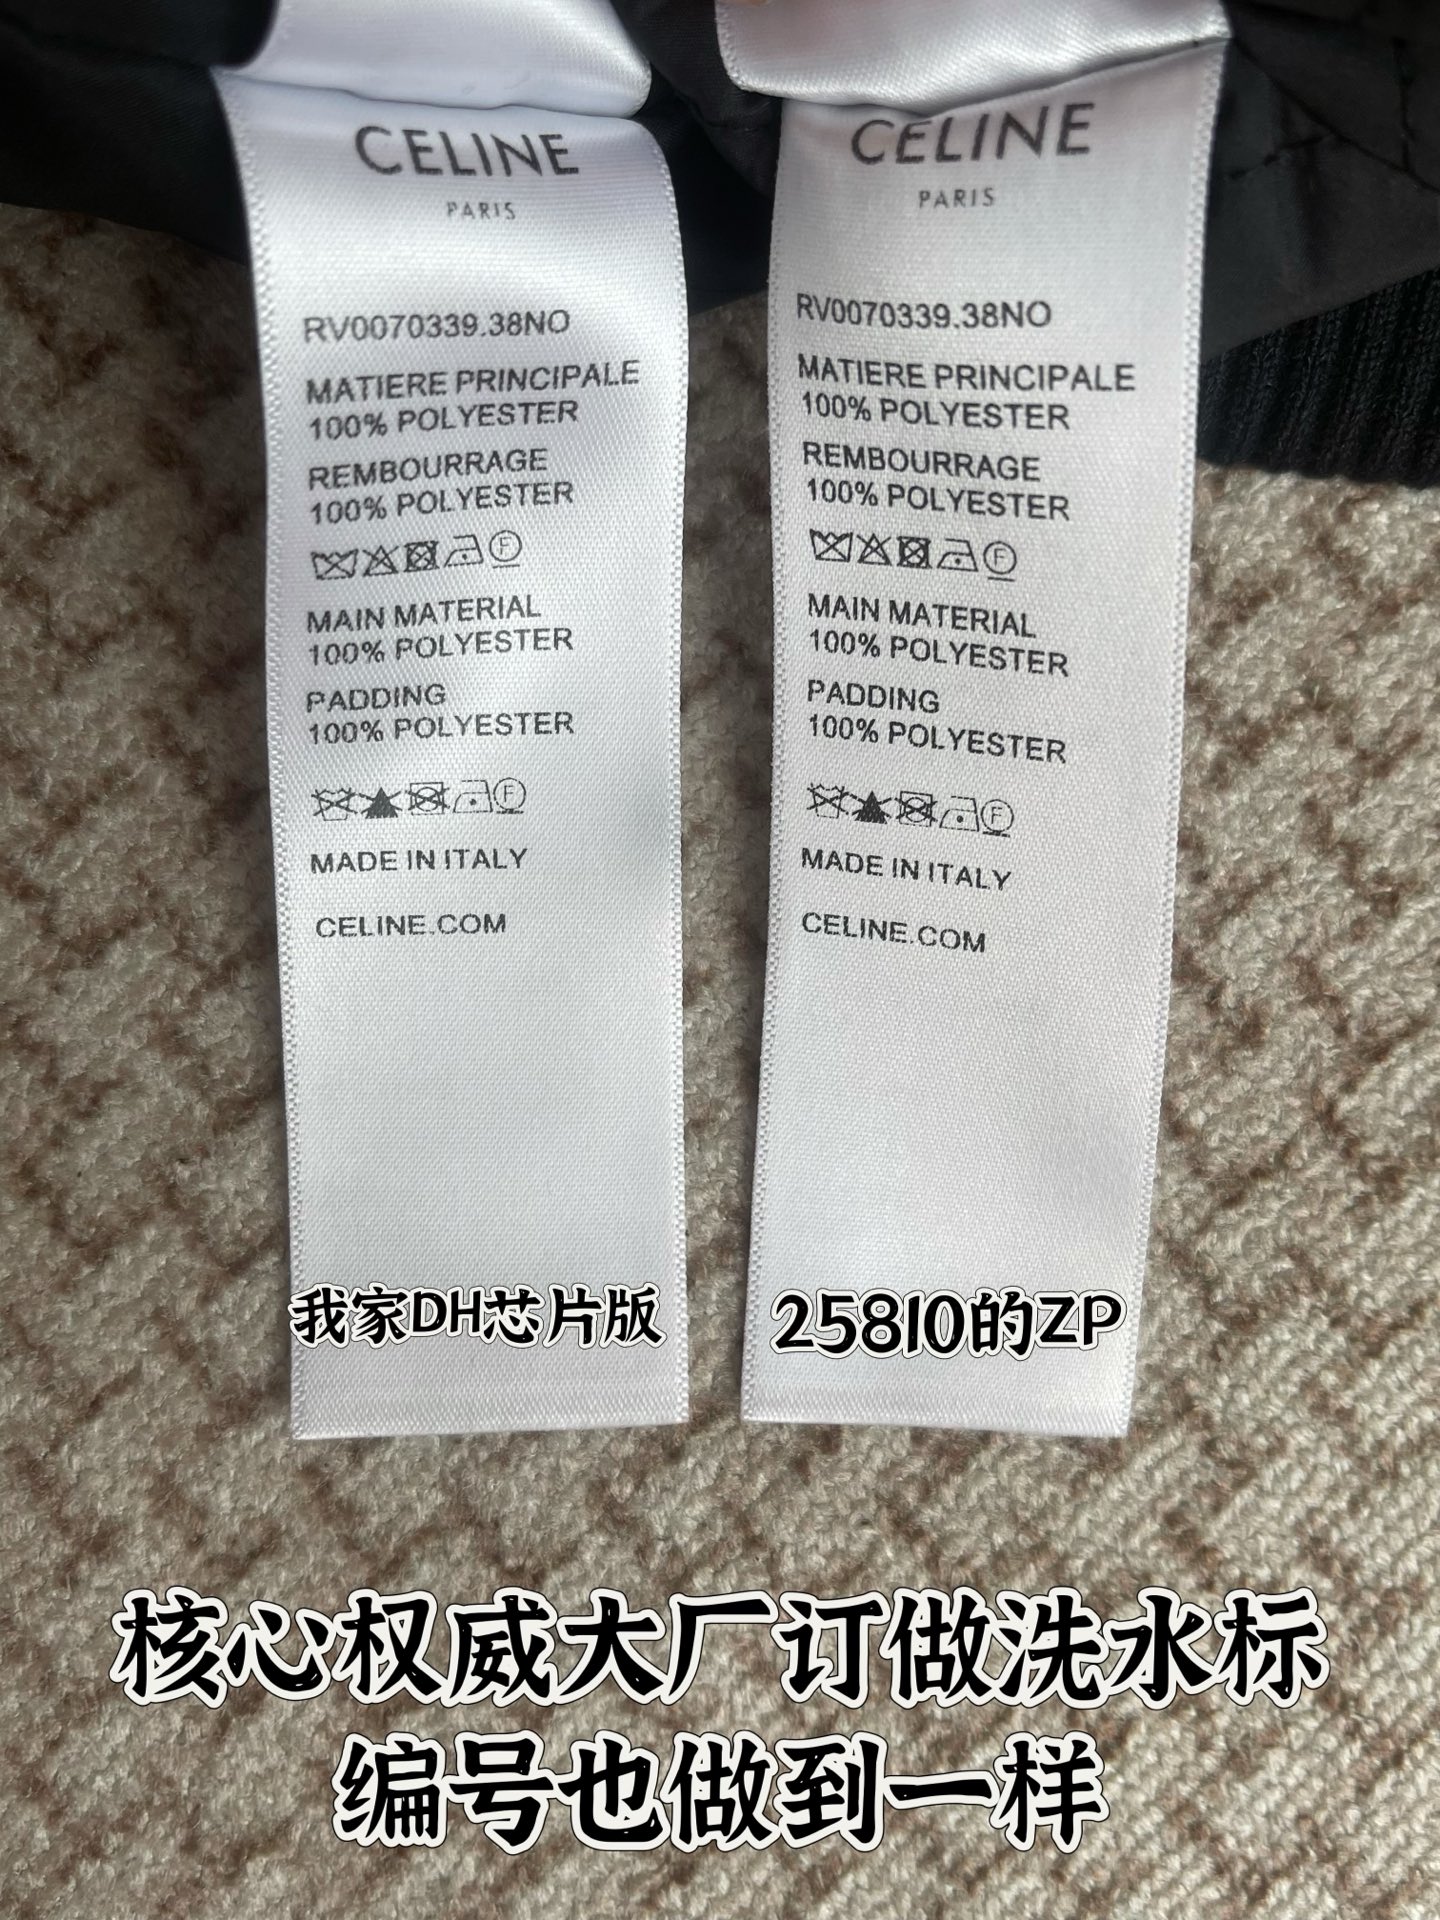 CELINE
PARIS
RV0070339.38NO
MATIERE PRINCIPALE
100% POLYESTER
REMBOURRAGE
100% POLYESTER
F
MAIN MATERIAL
100% POLYESTER
PADDING
100% POLYESTER
F
MADE IN ITALY
CELINE.COM
我家DH芯片版
CELINE
PARIS
RV0070339.38NO
MATIERE PRINCIPALE
100% POLYESTER
REMBOURRAGE
100% POLYESTER
F
MAIN MATERIAL
100% POLYESTER
PADDING
100% POLYESTER
F
MADE IN ITALY
CELINE.COM
25810的ZP
核心权威大厂订做洗水标
编号也做到一样